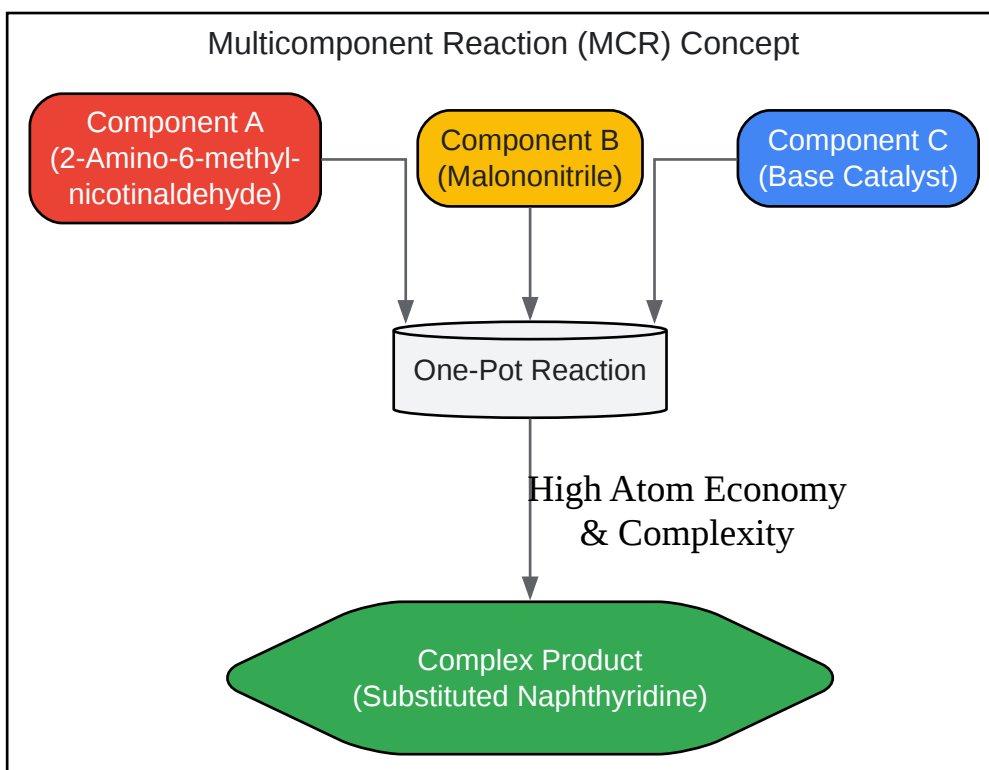 Multicomponent Reaction (MCR) Concept
Component A
(2-Amino-6-methyl-
nicotinaldehyde)
Component B
(Malononitrile)
Component C
(Base Catalyst)
One-Pot Reaction
High Atom Economy
& Complexity
Complex Product
(Substituted Naphthyridine)